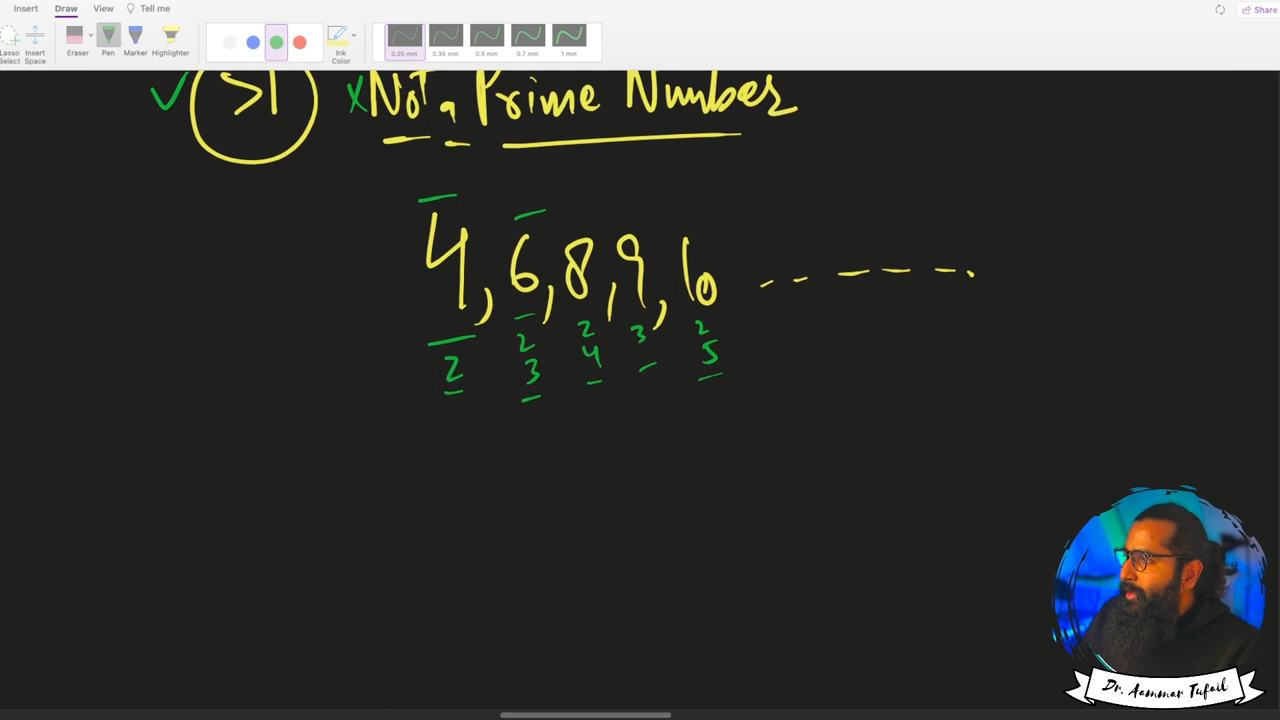 Insert Draw View Tell me Share
Lasso Select Insert Space Eraser Pen Marker Highlighter Ink Color 0.25 mm 0.35 mm 0.5 mm 0.7 mm 1 mm
✓ >1 x Not a Prime Number
4, 6, 8, 9, 10 -------.
2 2 3 2
2 3 4 5
Dr. Aammar Tufail